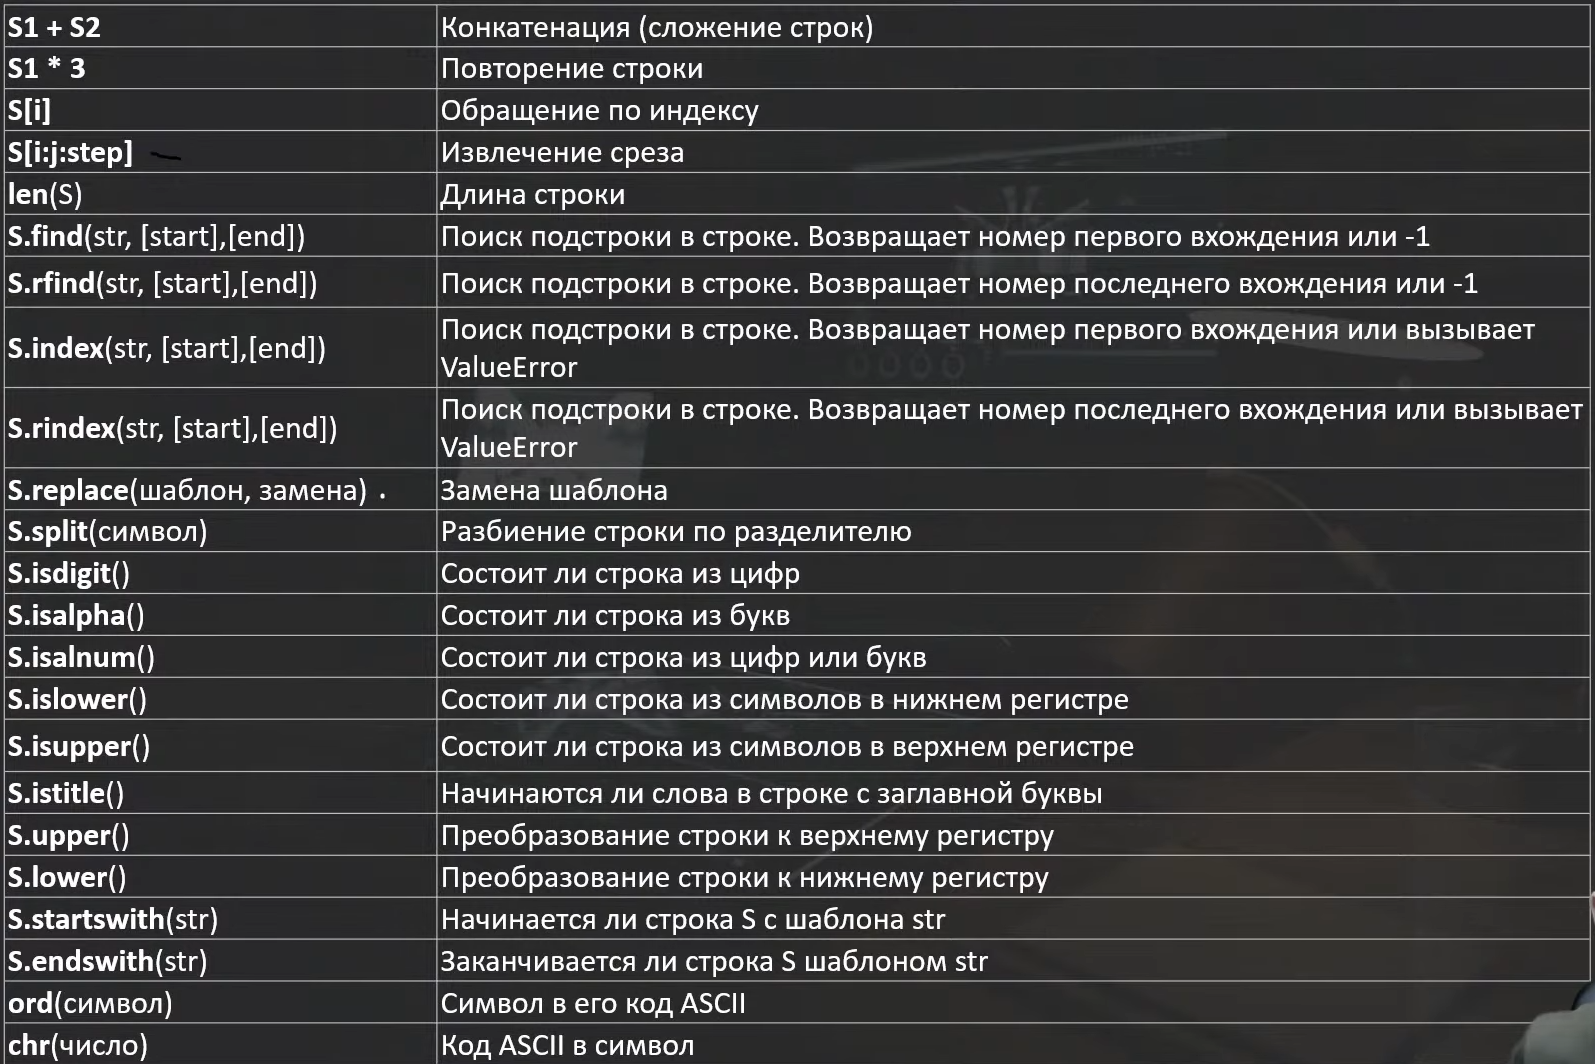 S1 + S2 Конкатенация (сложение строк)
S1 * 3 Повторение строки
S[i] Обращение по индексу
S[i:j:step] Извлечение среза
len(S) Длина строки
S.find(str, [start],[end]) Поиск подстроки в строке. Возвращает номер первого вхождения или -1
S.rfind(str, [start],[end]) Поиск подстроки в строке. Возвращает номер последнего вхождения или -1
S.index(str, [start],[end]) Поиск подстроки в строке. Возвращает номер первого вхождения или вызывает
ValueError
S.rindex(str, [start],[end]) Поиск подстроки в строке. Возвращает номер последнего вхождения или вызывает
ValueError
S.replace(шаблон, замена) Замена шаблона
S.split(символ) Разбиение строки по разделителю
S.isdigit() Состоит ли строка из цифр
S.isalpha() Состоит ли строка из букв
S.isalnum() Состоит ли строка из цифр или букв
S.islower() Состоит ли строка из символов в нижнем регистре
S.isupper() Состоит ли строка из символов в верхнем регистре
S.istitle() Начинаются ли слова в строке с заглавной буквы
S.upper() Преобразование строки к верхнему регистру
S.lower() Преобразование строки к нижнему регистру
S.startswith(str) Начинается ли строка S с шаблона str
S.endswith(str) Заканчивается ли строка S шаблоном str
ord(символ) Символ в его код ASCII
chr(число) Код ASCII в символ